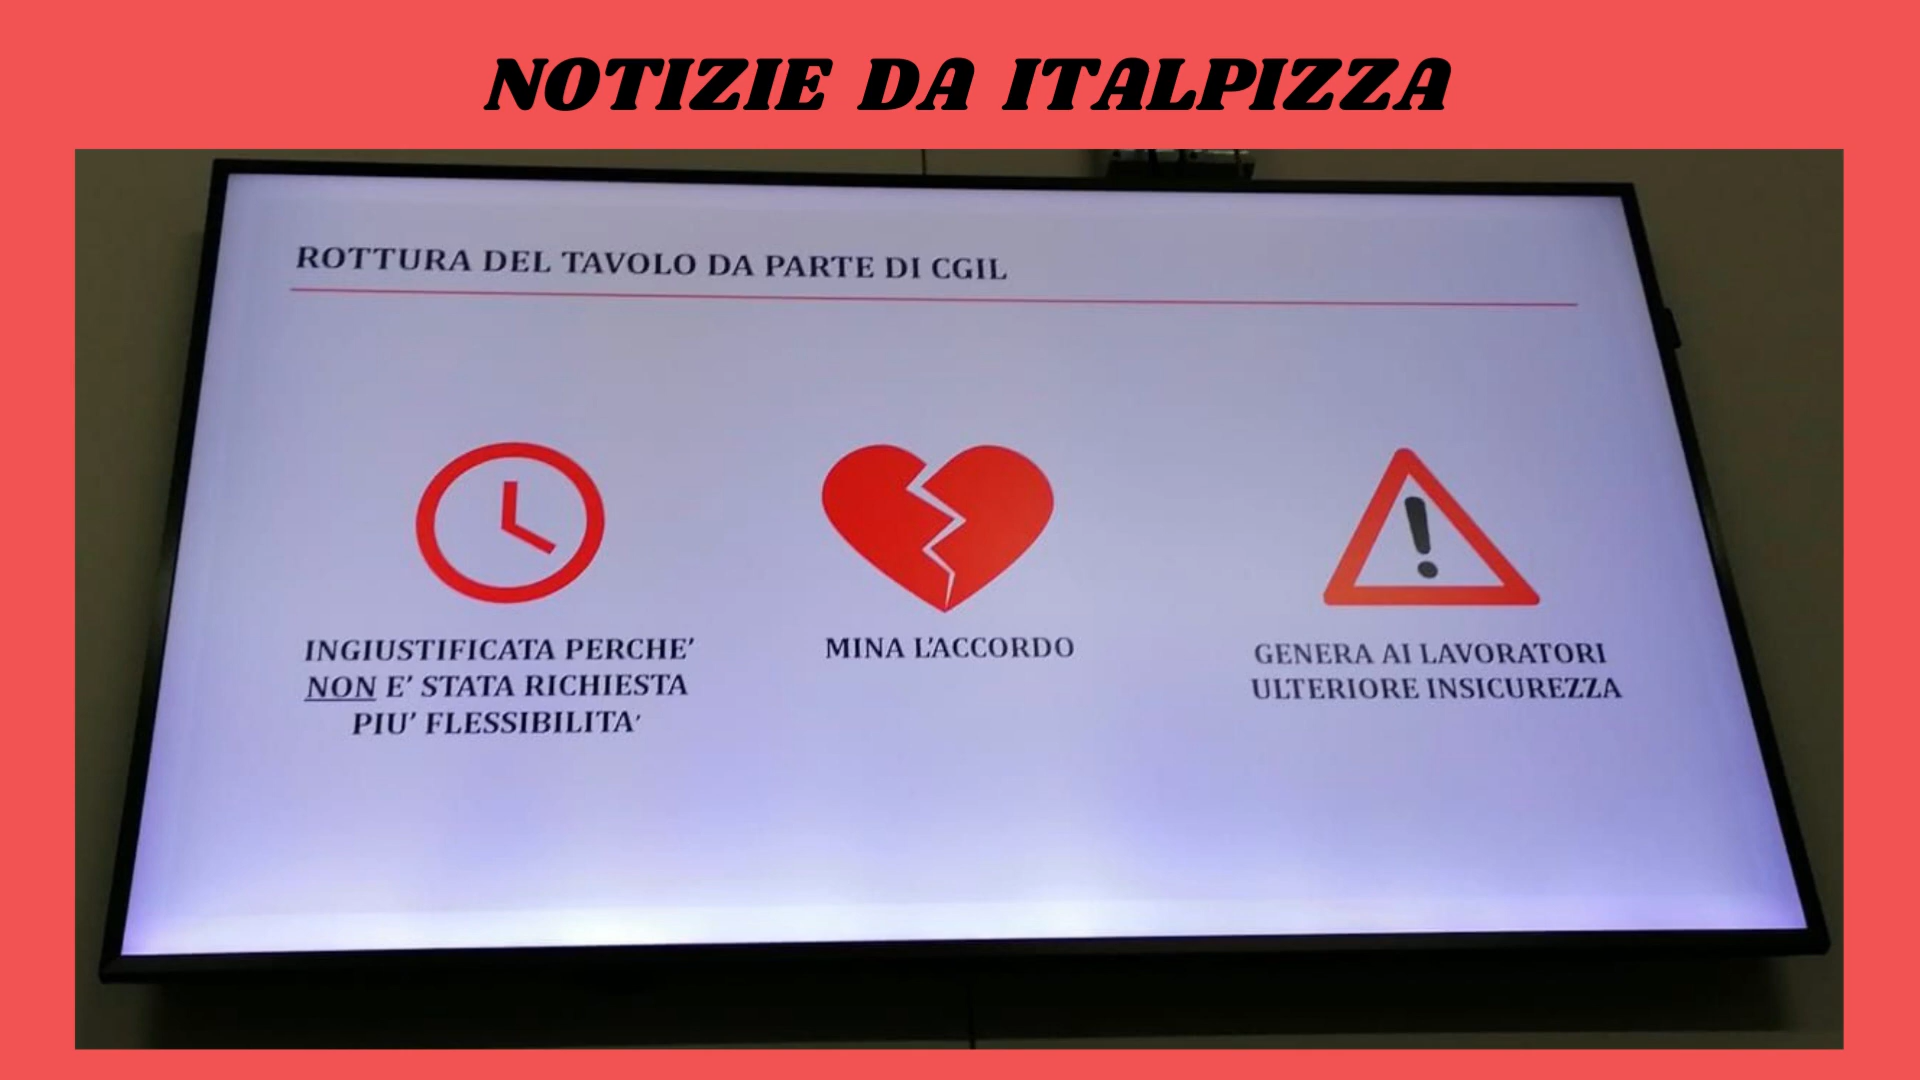 NOTIZIE DA ITALPIZZA
ROTTURA DEL TAVOLO DA PARTE DI CGIL
INGIUSTIFICATA PERCHE'
NON E' STATA RICHIESTA
PIU' FLESSIBILITA'
MINA L'ACCORDO
GENERA AI LAVORATORI
ULTERIORE INSICUREZZA